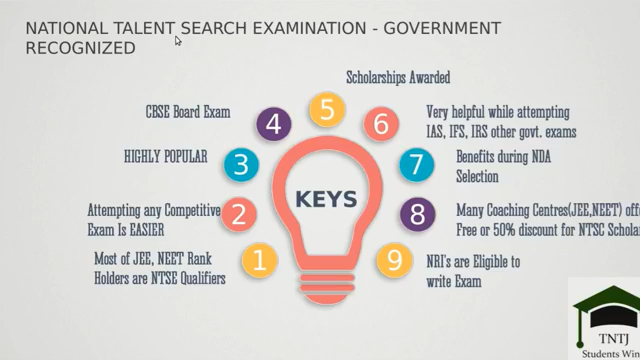 NATIONAL TALENT SEARCH EXAMINATION - GOVERNMENT
RECOGNIZED
Scholarships Awarded
5
CBSE Board Exam
4
6
Very helpful while attempting
IAS, IFS, IRS other govt. exams
HIGHLY POPULAR
3
7
Benefits during NDA
Selection
KEYS
Attempting any Competitive
Exam Is EASIER
2
8
Many Coaching Centres(JEE,NEET) off
Free or 50% discount for NTSC Schola
Most of JEE, NEET Rank
Holders are NTSE Qualifiers
1
9
NRI's are Eligible to
write Exam
TNTJ
Students Win